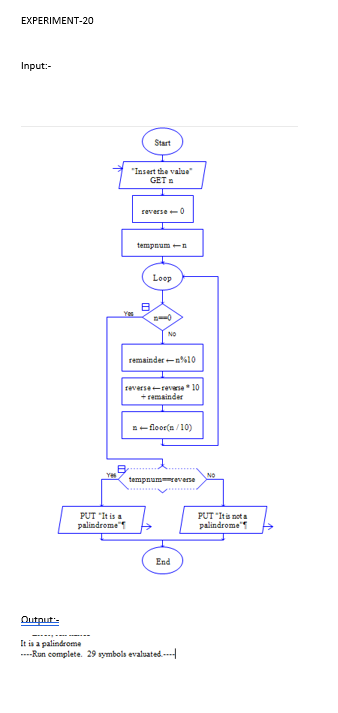 EXPERIMENT-20
Input:-
Start
"Insert the value"
GET n
reverse ← 0
tempnum ← n
Loop
Yes
n==0
No
remainder ← n%10
reverse ← reverse * 10
+ remainder
n ← floor(n / 10)
Yes
tempnum==reverse
No
PUT "It is a
palindrome"¶
PUT "It is not a
palindrome"¶
End
Output:-
It is a palindrome
----Run complete. 29 symbols evaluated.----